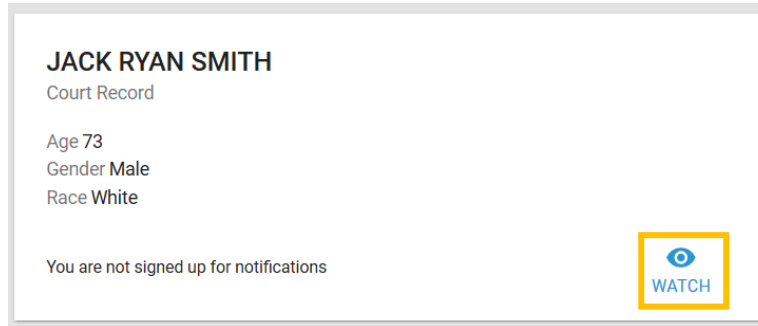 JACK RYAN SMITH
Court Record
Age 73
Gender Male
Race White
You are not signed up for notifications
WATCH